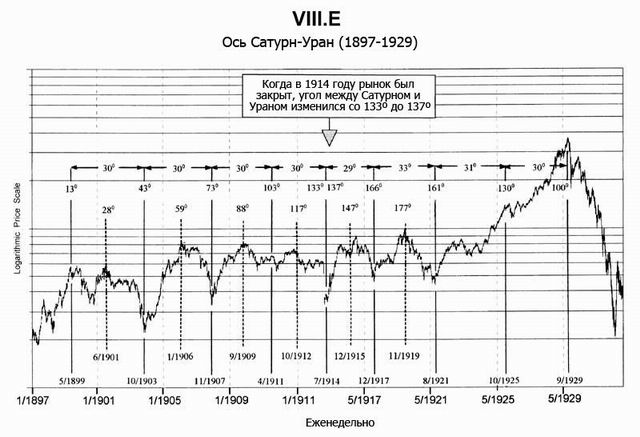 VIII.E
Ось Сатурн-Уран (1897-1929)
Когда в 1914 году рынок был
закрыт, угол между Сатурном и
Ураном изменился со 133º до 137º
30º 30º 30º 30º 30º 29º 33º 31º 30º
13º 43º 73º 103º 133º 137º 166º 161º 130º 100º
28º 59º 88º 117º 147º 177º
Logarithmic Price Scale
6/1901 1/1906 9/1909 10/1912 12/1915 11/1919
5/1899 10/1903 11/1907 4/1911 7/1914 12/1917 8/1921 10/1925 9/1929
1/1897 1/1901 1/1905 1/1909 1/1911 5/1917 5/1921 5/1925 5/1929
Еженедельно